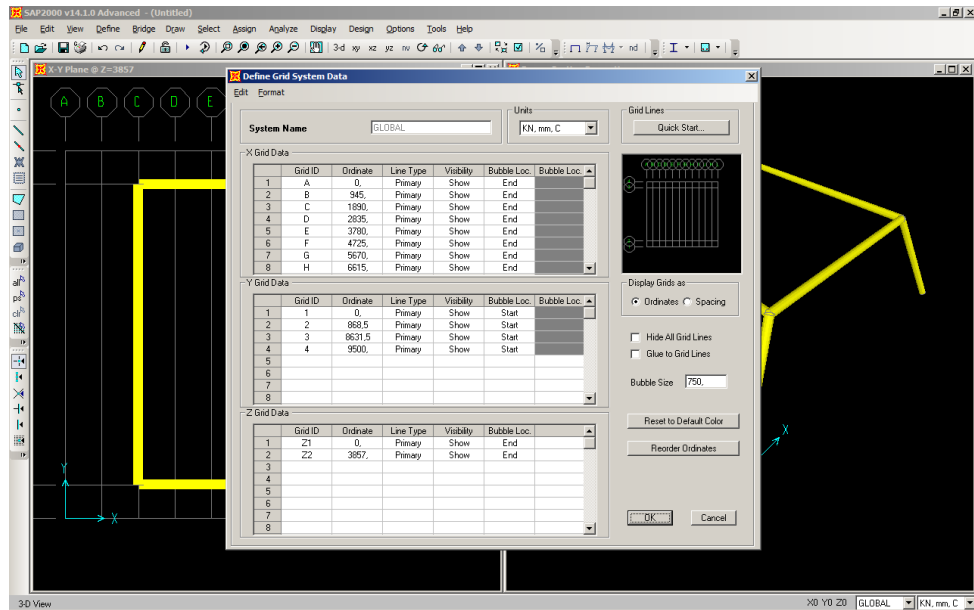 SAP2000 v14.1.0 Advanced - (Untitled)
File Edit View Define Bridge Draw Select Assign Analyze Display Design Options Tools Help
3-d xy xz yz nv
nd
X-Y Plane @ Z=3857
A B C D E
Define Grid System Data
Edit Format
System Name GLOBAL
Units
KN, mm, C
Grid Lines
Quick Start...
X Grid Data
Grid ID Ordinate Line Type Visibility Bubble Loc. Bubble Loc.
1 A 0, Primary Show End
2 B 945, Primary Show End
3 C 1890, Primary Show End
4 D 2835, Primary Show End
5 E 3780, Primary Show End
6 F 4725, Primary Show End
7 G 5670, Primary Show End
8 H 6615, Primary Show End
Y Grid Data
Grid ID Ordinate Line Type Visibility Bubble Loc. Bubble Loc.
1 1 0, Primary Show Start
2 2 868,5 Primary Show Start
3 3 8631,5 Primary Show Start
4 4 9500, Primary Show Start
5
6
7
8
Z Grid Data
Grid ID Ordinate Line Type Visibility Bubble Loc.
1 Z1 0, Primary Show End
2 Z2 3857, Primary Show End
3
4
5
6
7
8
Display Grids as
Ordinates Spacing
Hide All Grid Lines
Glue to Grid Lines
Bubble Size 750,
Reset to Default Color
Reorder Ordinates
OK Cancel
all
ps
clr
Y
X
X
3-D View
X0 Y0 Z0 GLOBAL KN, mm, C